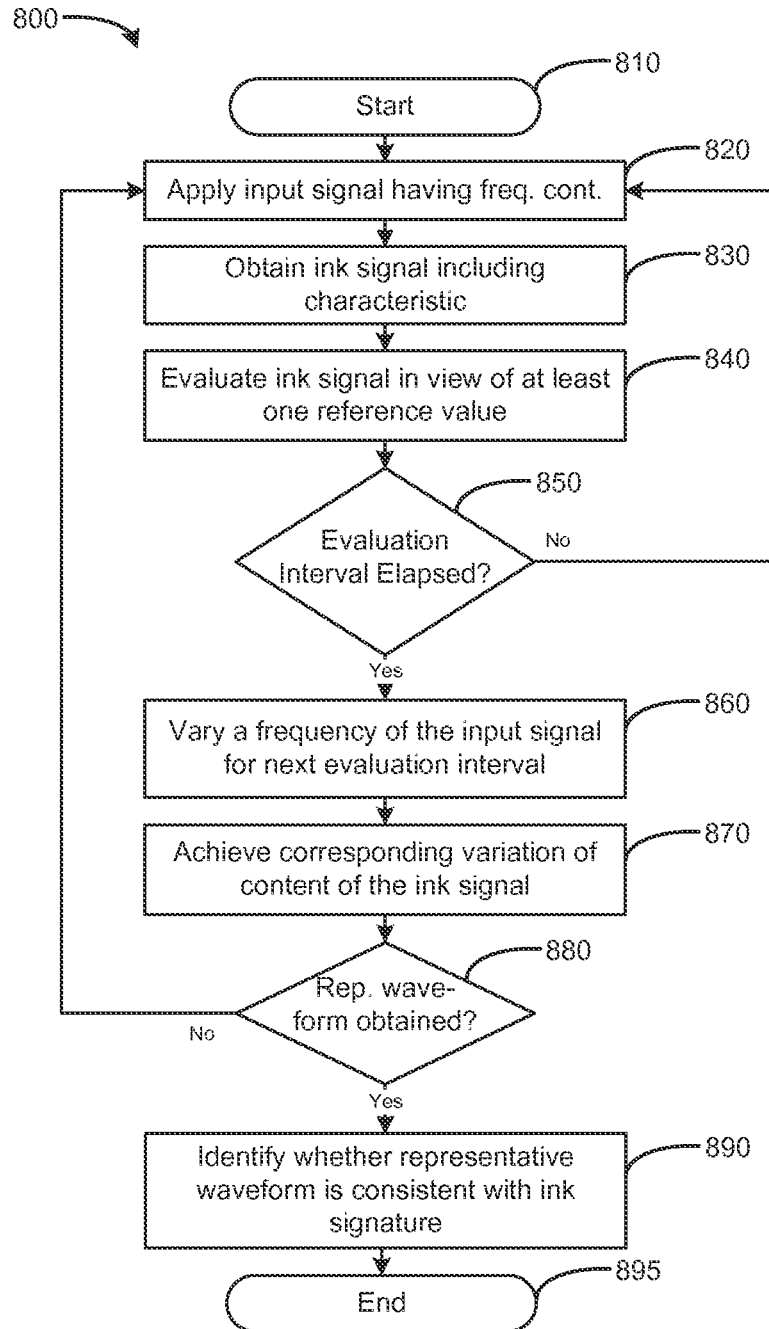 800
810
Start
820
Apply input signal having freq. cont.
830
Obtain ink signal including
characteristic
840
Evaluate ink signal in view of at least
one reference value
850
Evaluation
Interval Elapsed?
No
Yes
860
Vary a frequency of the input signal
for next evaluation interval
870
Achieve corresponding variation of
content of the ink signal
880
Rep. wave-
form obtained?
No
Yes
890
Identify whether representative
waveform is consistent with ink
signature
895
End